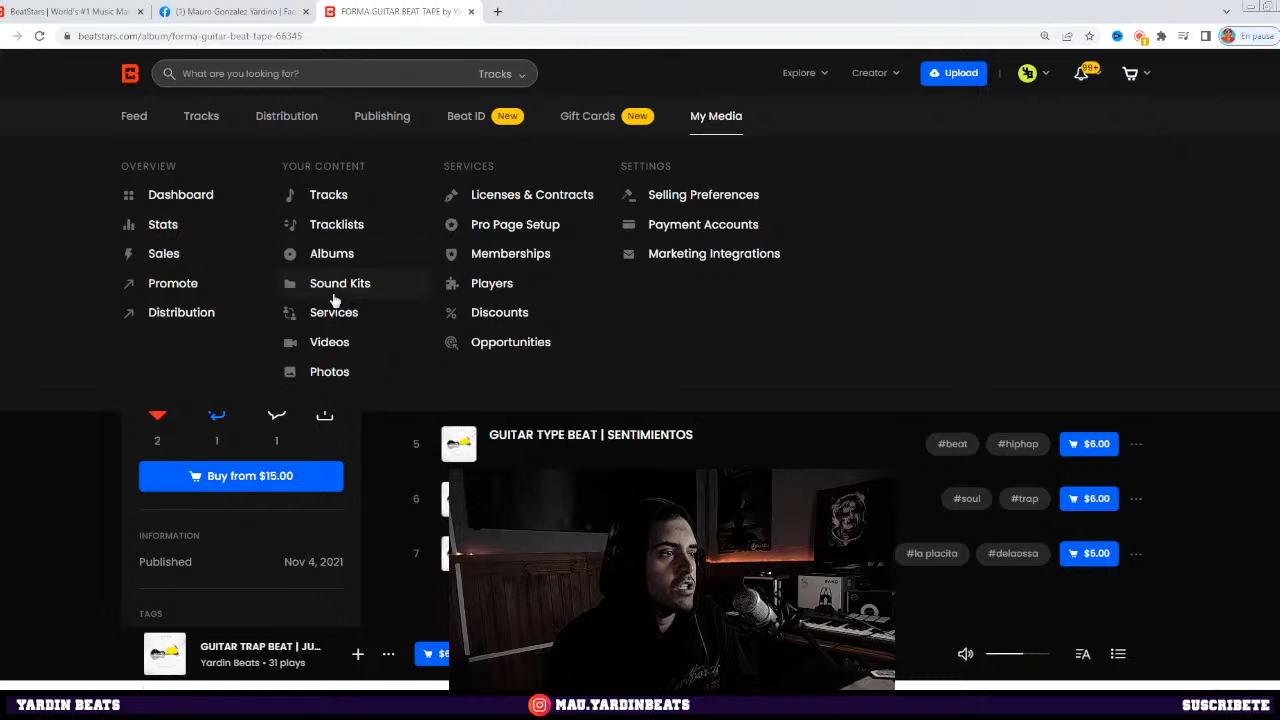 BeatStars | World's #1 Music Ma
(1) Mauro Gonzalez Yardino | Fac
FORMA GUITAR BEAT TAPE by Y
beatstars.com/album/forma-guitar-beat-tape-66345
En pausa
What are you looking for?
Tracks
Explore
Creator
Upload
99+
Feed
Tracks
Distribution
Publishing
Beat ID
New
Gift Cards
New
My Media
OVERVIEW
Dashboard
Stats
Sales
Promote
Distribution
YOUR CONTENT
Tracks
Tracklists
Albums
Sound Kits
Services
Videos
Photos
SERVICES
Licenses & Contracts
Pro Page Setup
Memberships
Players
Discounts
Opportunities
SETTINGS
Selling Preferences
Payment Accounts
Marketing Integrations
2
1
1
Buy from $15.00
INFORMATION
Published
Nov 4, 2021
TAGS
5
GUITAR TYPE BEAT | SENTIMIENTOS
#beat
#hiphop
$6.00
6
#soul
#trap
$6.00
7
#la placita
#delaossa
$5.00
GUITAR TRAP BEAT | JU...
Yardin Beats • 31 plays
YARDIN BEATS
MAU.YARDINBEATS
SUSCRIBETE